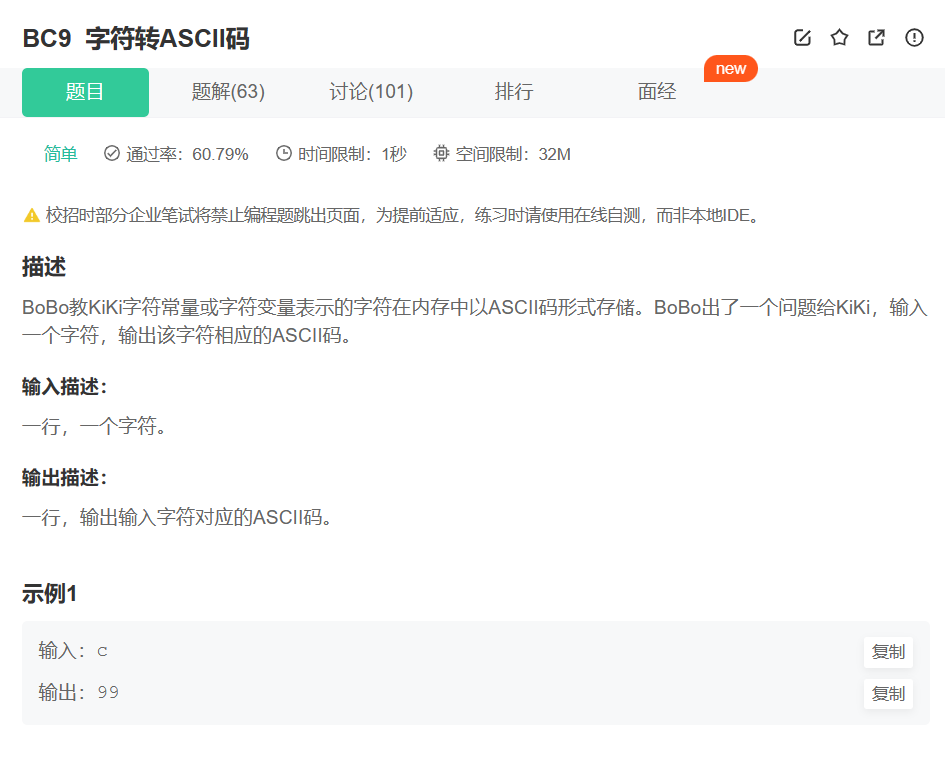 BC9 字符转ASCII码
new
题目 题解(63) 讨论(101) 排行 面经
简单 通过率：60.79% 时间限制：1秒 空间限制：32M
校招时部分企业笔试将禁止编程题跳出页面，为提前适应，练习时请使用在线自测，而非本地IDE。
描述
BoBo教KiKi字符常量或字符变量表示的字符在内存中以ASCII码形式存储。BoBo出了一个问题给KiKi，输入
一个字符，输出该字符相应的ASCII码。
输入描述：
一行，一个字符。
输出描述：
一行，输出输入字符对应的ASCII码。
示例1
输入：c 复制
输出：99 复制